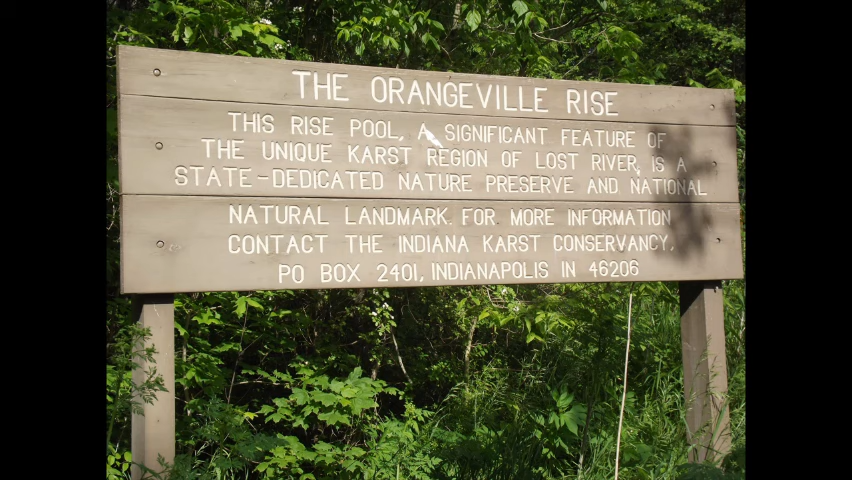 THE ORANGEVILLE RISE
THIS RISE POOL, A SIGNIFICANT FEATURE OF
THE UNIQUE KARST REGION OF LOST RIVER, IS A
STATE-DEDICATED NATURE PRESERVE AND NATIONAL
NATURAL LANDMARK. FOR MORE INFORMATION
CONTACT THE INDIANA KARST CONSERVANCY,
PO BOX 2401, INDIANAPOLIS IN 46206